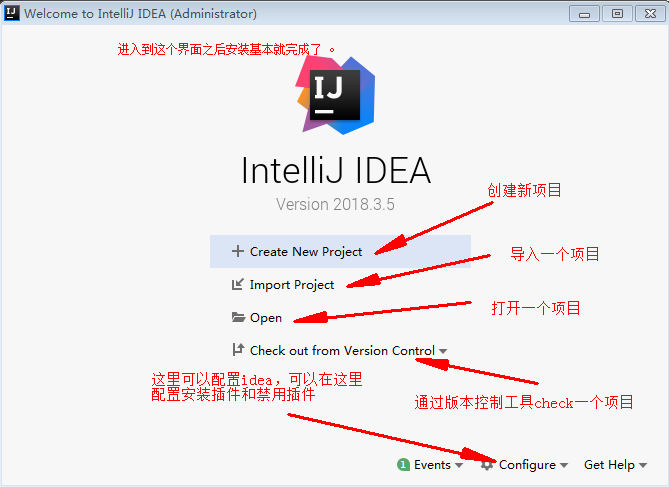 Welcome to IntelliJ IDEA (Administrator)
进入到这个界面之后安装基本就完成了 。
IJ
IntelliJ IDEA
Version 2018.3.5
创建新项目
Create New Project
导入一个项目
Import Project
打开一个项目
Open
Check out from Version Control
这里可以配置idea，可以在这里
配置安装插件和禁用插件
通过版本控制工具check一个项目
1 Events Configure Get Help